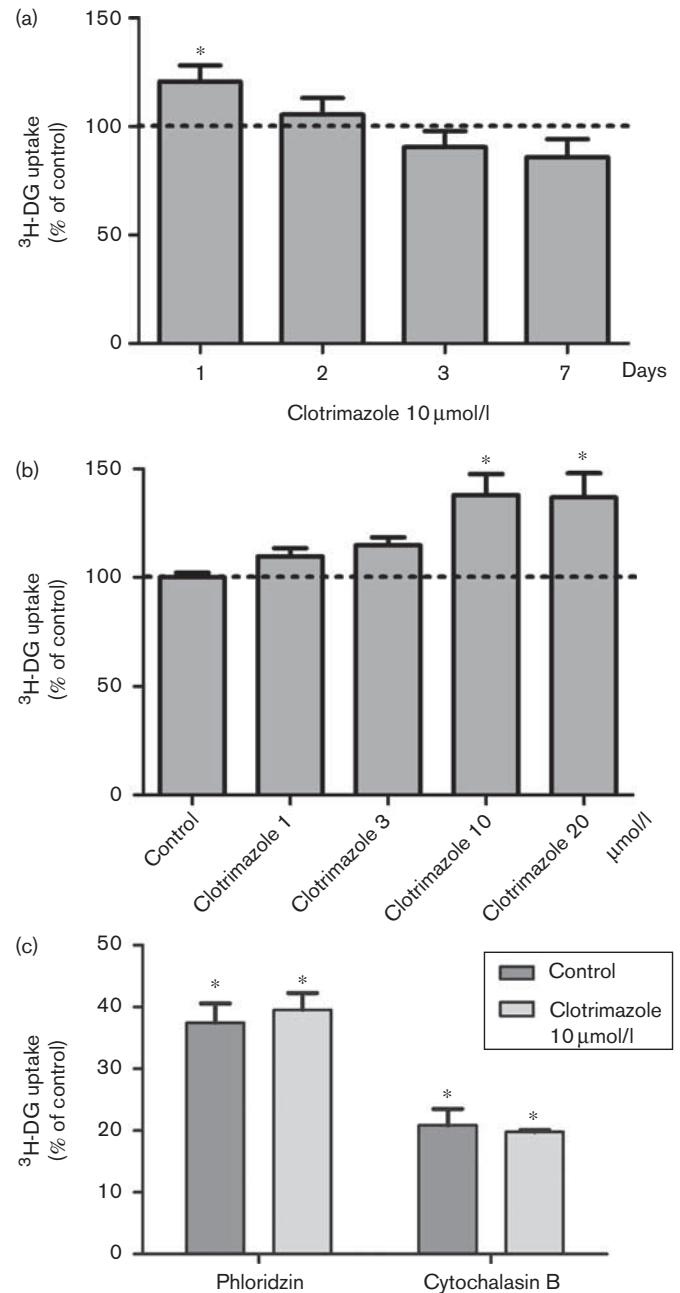 (a)
150
100
50
0
³H-DG uptake
(% of control)
*
1 2 3 7 Days
Clotrimazole 10 μmol/l
(b)
150
100
50
0
³H-DG uptake
(% of control)
* *
Control Clotrimazole 1 Clotrimazole 3 Clotrimazole 10 Clotrimazole 20 μmol/l
(c)
50
40
30
20
10
0
³H-DG uptake
(% of control)
* * * *
Control
Clotrimazole
10 μmol/l
Phloridzin Cytochalasin B